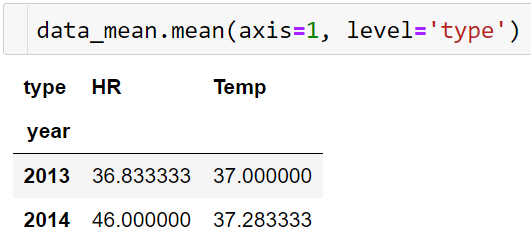 data_mean.mean(axis=1, level='type')
type HR Temp
year
2013 36.833333 37.000000
2014 46.000000 37.283333